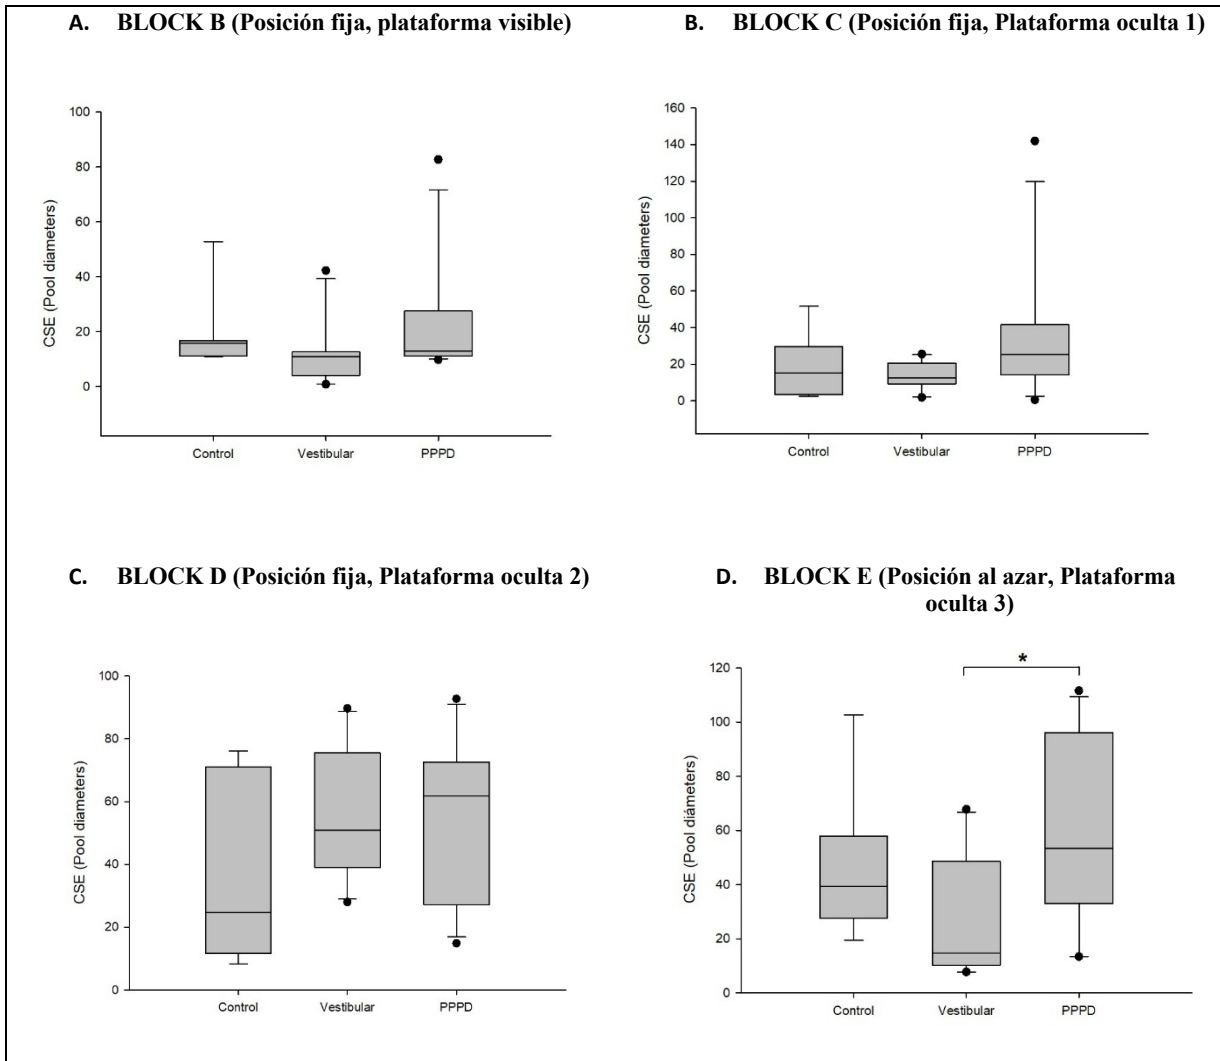 A. BLOCK B (Posición fija, plataforma visible)
100
80
60
40
20
0
CSE (Pool diameters)
Control Vestibular PPPD
B. BLOCK C (Posición fija, Plataforma oculta 1)
160
140
120
100
80
60
40
20
0
CSE (Pool diameters)
Control Vestibular PPPD
C. BLOCK D (Posición fija, Plataforma oculta 2)
100
80
60
40
20
0
CSE (Pool diameters)
Control Vestibular PPPD
D. BLOCK E (Posición al azar, Plataforma
oculta 3)
120
100
80
60
40
20
0
CSE (Pool diámeters)
*
Control Vestibular PPPD